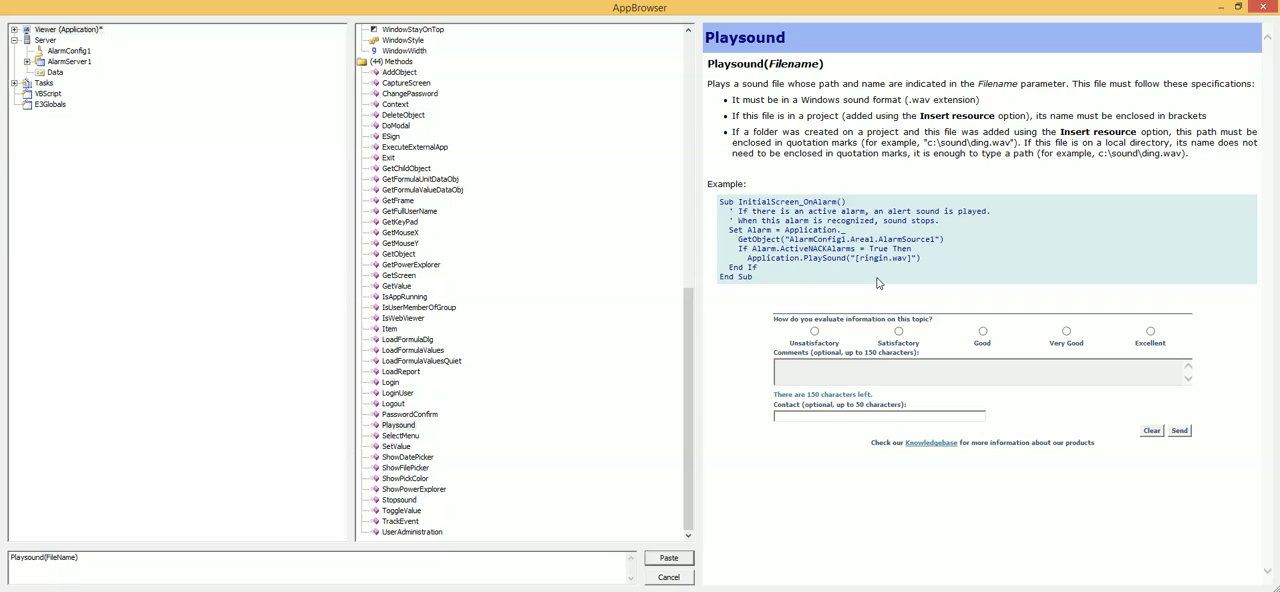 AppBrowser
Viewer (Application)*
Server
AlarmConfig1
AlarmServer1
Data
Tasks
VBScript
E3Globals
WindowStayOnTop
WindowStyle
WindowWidth
(44) Methods
AddObject
CaptureScreen
ChangePassword
Context
DeleteObject
DoModal
ESign
ExecuteExternalApp
Exit
GetChildObject
GetFormulaUnitDataObj
GetFormulaValueDataObj
GetFrame
GetFullUserName
GetKeyPad
GetMouseX
GetMouseY
GetObject
GetPowerExplorer
GetScreen
GetValue
IsAppRunning
IsUserMemberOfGroup
IsWebViewer
Item
LoadFormulaDlg
LoadFormulaValues
LoadFormulaValuesQuiet
LoadReport
Login
LoginUser
Logout
PasswordConfirm
Playsound
SelectMenu
SetValue
ShowDatePicker
ShowFilePicker
ShowPickColor
ShowPowerExplorer
Stopsound
ToggleValue
TrackEvent
UserAdministration
Playsound(FileName)
Paste
Cancel
Playsound
Playsound(Filename)
Plays a sound file whose path and name are indicated in the Filename parameter. This file must follow these specifications:
• It must be in a Windows sound format (.wav extension)
• If this file is in a project (added using the Insert resource option), its name must be enclosed in brackets
• If a folder was created on a project and this file was added using the Insert resource option, this path must be
enclosed in quotation marks (for example, "c:\sound\ding.wav"). If this file is on a local directory, its name does not
need to be enclosed in quotation marks, it is enough to type a path (for example, c:\sound\ding.wav).
Example:
Sub InitialScreen_OnAlarm()
' If there is an active alarm, an alert sound is played.
' When this alarm is recognized, sound stops.
Set Alarm = Application._
GetObject("AlarmConfig1.Area1.AlarmSource1")
If Alarm.ActiveNACKAlarms = True Then
Application.PlaySound("[ringin.wav]")
End If
End Sub
How do you evaluate information on this topic?
Unsatisfactory Satisfactory Good Very Good Excellent
Comments (optional, up to 150 characters):
There are 150 characters left.
Contact (optional, up to 50 characters):
Clear Send
Check our Knowledgebase for more information about our products